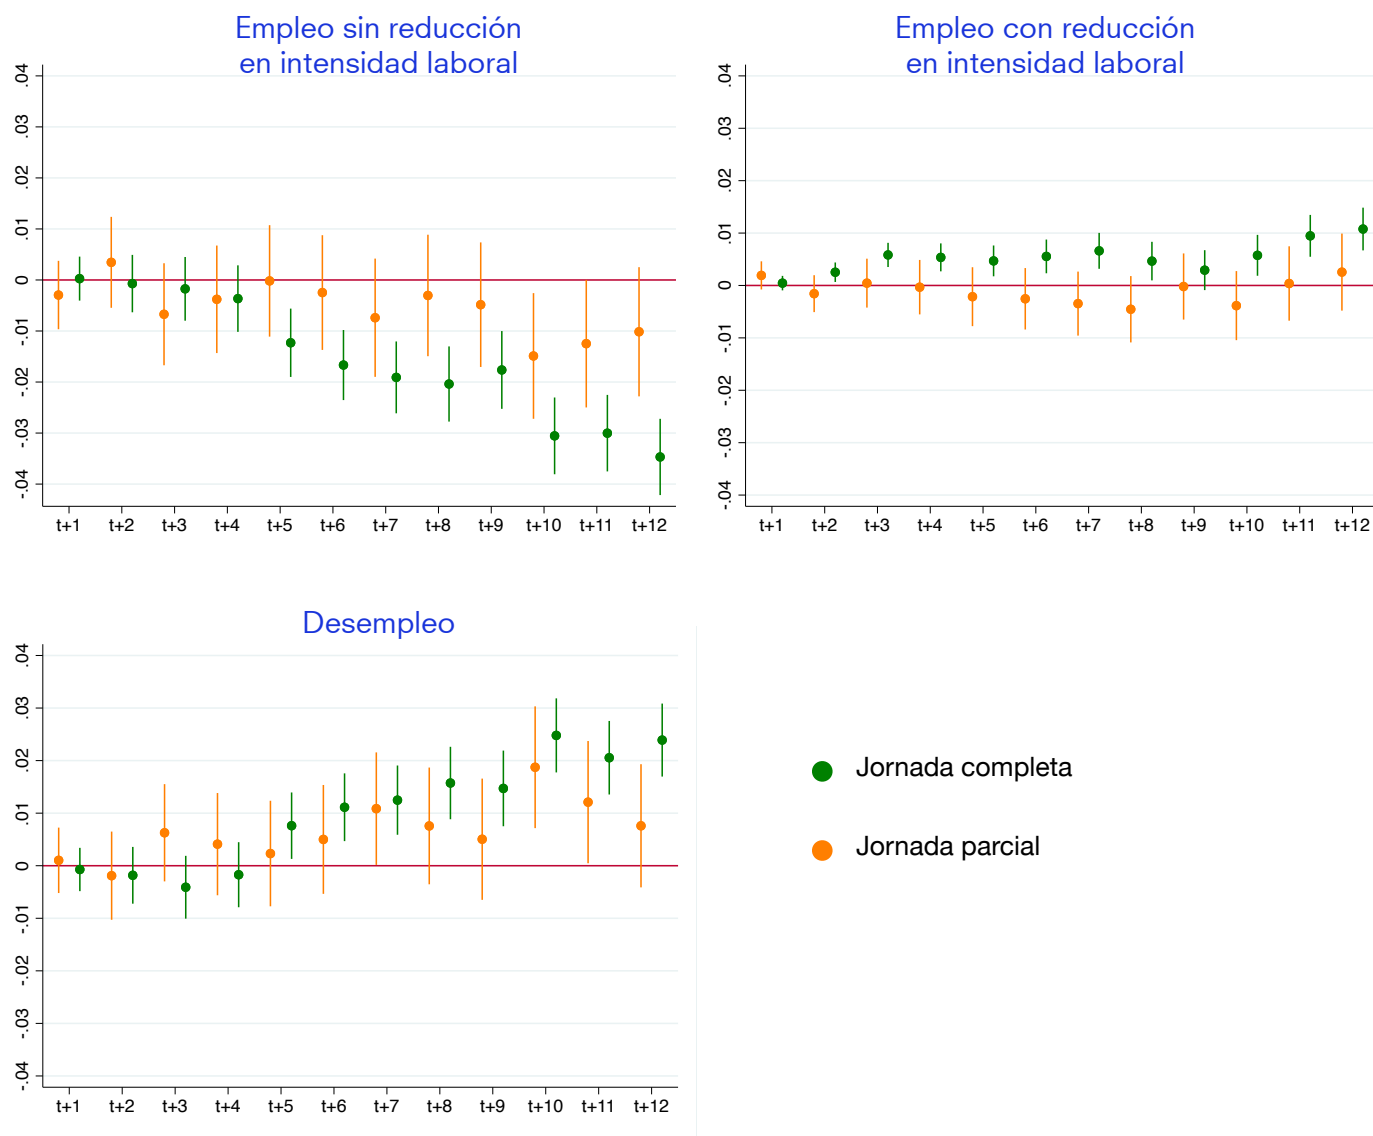 Empleo sin reducción
en intensidad laboral
.04
.03
.02
.01
0
-.01
-.02
-.03
-.04
t+1 t+2 t+3 t+4 t+5 t+6 t+7 t+8 t+9 t+10 t+11 t+12
Empleo con reducción
en intensidad laboral
.04
.03
.02
.01
0
-.01
-.02
-.03
-.04
t+1 t+2 t+3 t+4 t+5 t+6 t+7 t+8 t+9 t+10 t+11 t+12
Desempleo
.04
.03
.02
.01
0
-.01
-.02
-.03
-.04
t+1 t+2 t+3 t+4 t+5 t+6 t+7 t+8 t+9 t+10 t+11 t+12
Jornada completa
Jornada parcial